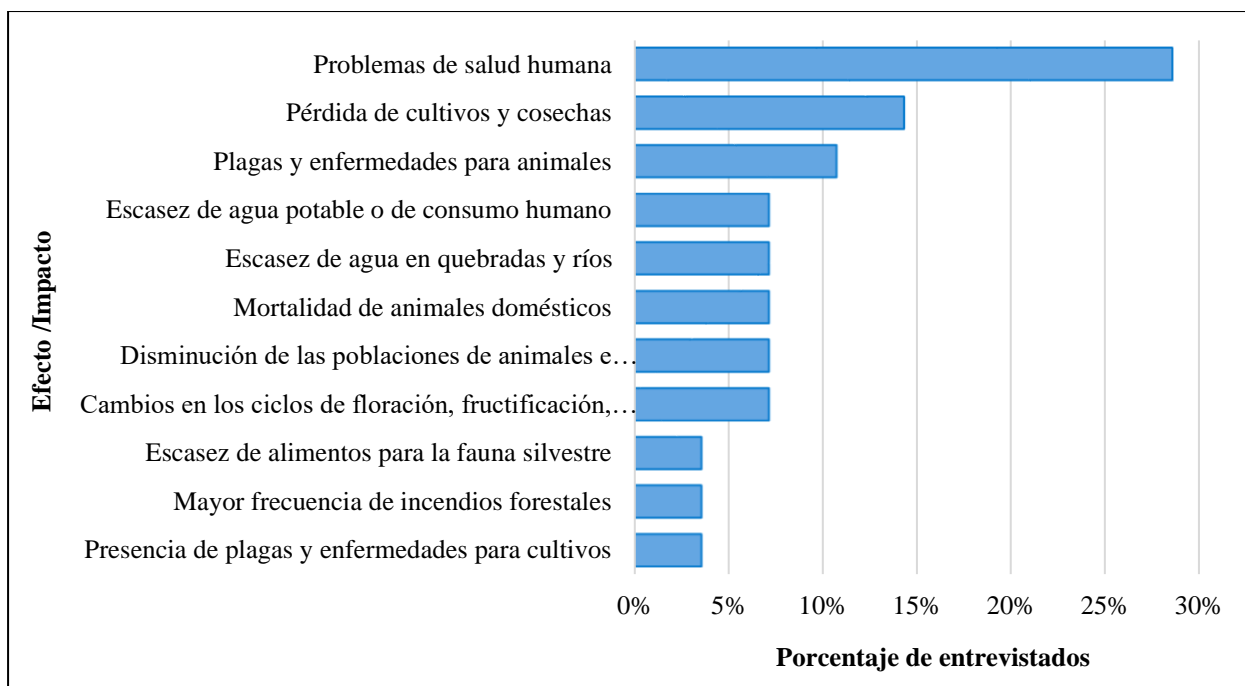 Problemas de salud humana
Pérdida de cultivos y cosechas
Plagas y enfermedades para animales
Escasez de agua potable o de consumo humano
Escasez de agua en quebradas y ríos
Mortalidad de animales domésticos
Disminución de las poblaciones de animales e…
Cambios en los ciclos de floración, fructificación,…
Escasez de alimentos para la fauna silvestre
Mayor frecuencia de incendios forestales
Presencia de plagas y enfermedades para cultivos
Efecto /Impacto
0% 5% 10% 15% 20% 25% 30%
Porcentaje de entrevistados